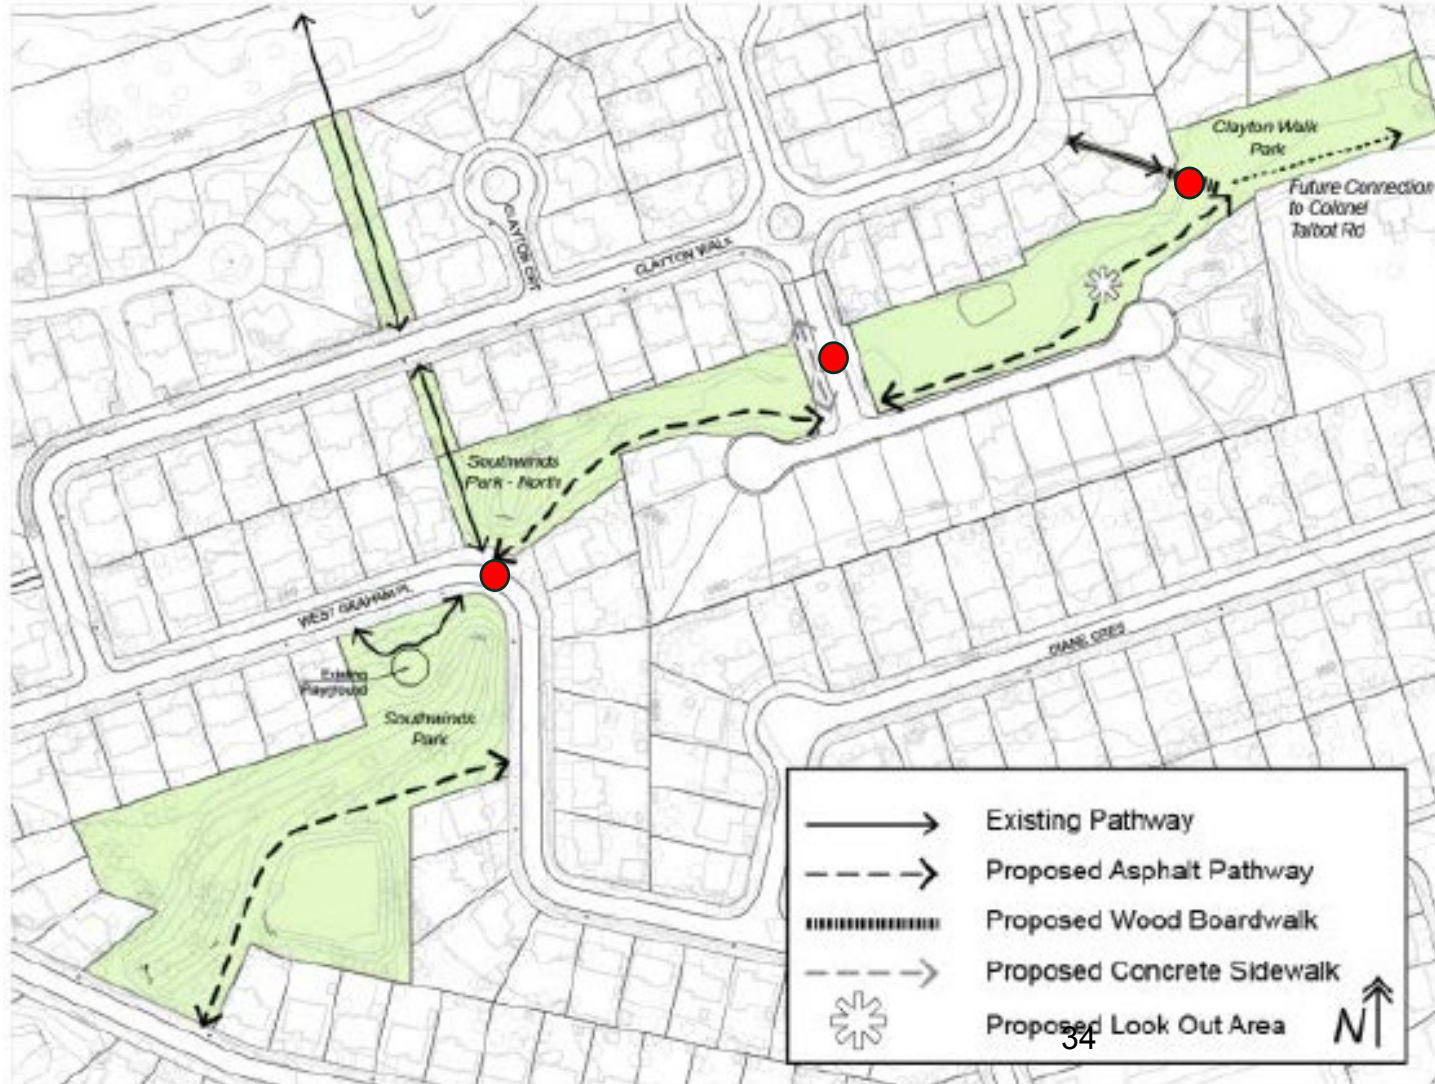 Clayton Walk
Park
Future Connection
to Colonel
Talbot Rd
CLAYTON CRT
CLAYTON WALK
Southwinds
Park - North
WEST GRAHAM PL
Existing
Playground
Southwinds
Park
DIANE CRES
Existing Pathway
Proposed Asphalt Pathway
Proposed Wood Boardwalk
Proposed Concrete Sidewalk
Proposed Look Out Area
N
34